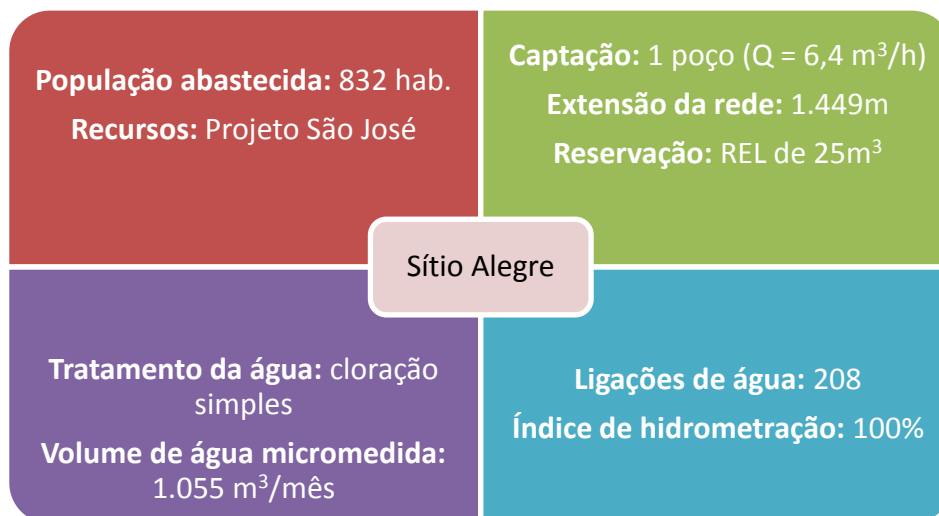 População abastecida: 832 hab.
Recursos: Projeto São José
Captação: 1 poço (Q = 6,4 m³/h)
Extensão da rede: 1.449m
Reservação: REL de 25m³
Sítio Alegre
Tratamento da água: cloração
simples
Volume de água micromedida:
1.055 m³/mês
Ligações de água: 208
Índice de hidrometração: 100%